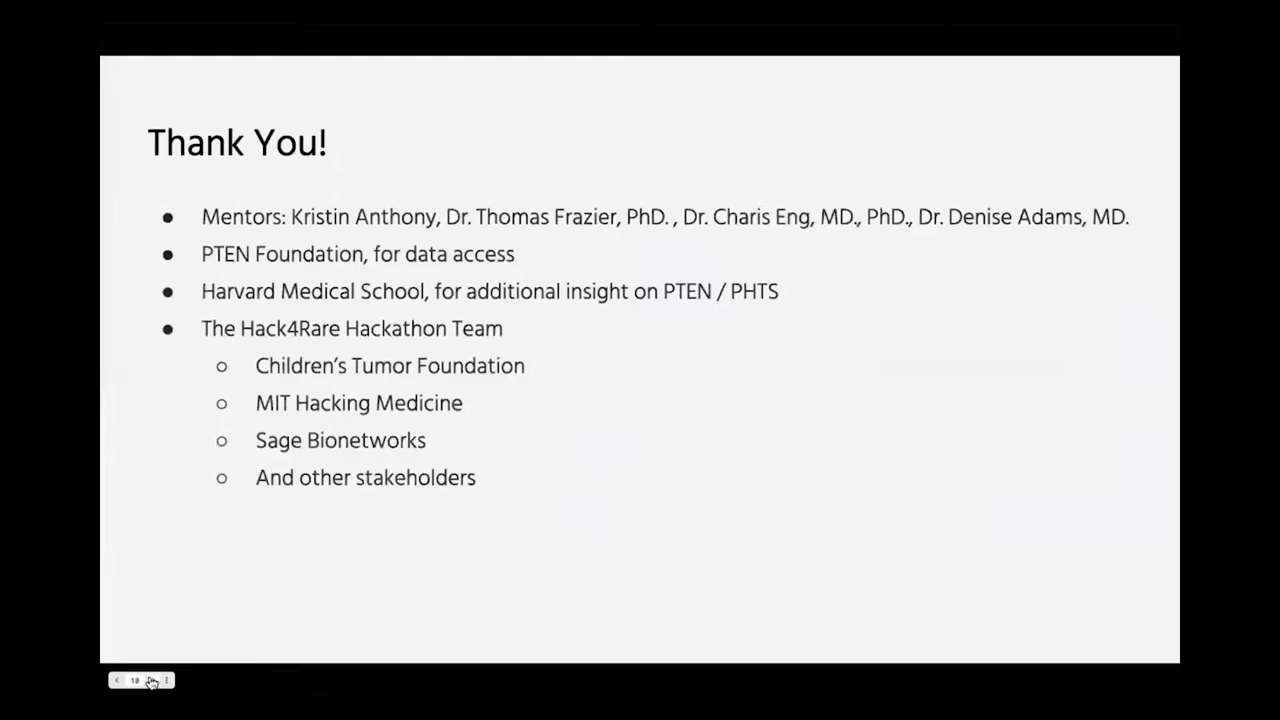 Thank You!
● Mentors: Kristin Anthony, Dr. Thomas Frazier, PhD. , Dr. Charis Eng, MD., PhD., Dr. Denise Adams, MD.
● PTEN Foundation, for data access
● Harvard Medical School, for additional insight on PTEN / PHTS
● The Hack4Rare Hackathon Team
○ Children’s Tumor Foundation
○ MIT Hacking Medicine
○ Sage Bionetworks
○ And other stakeholders